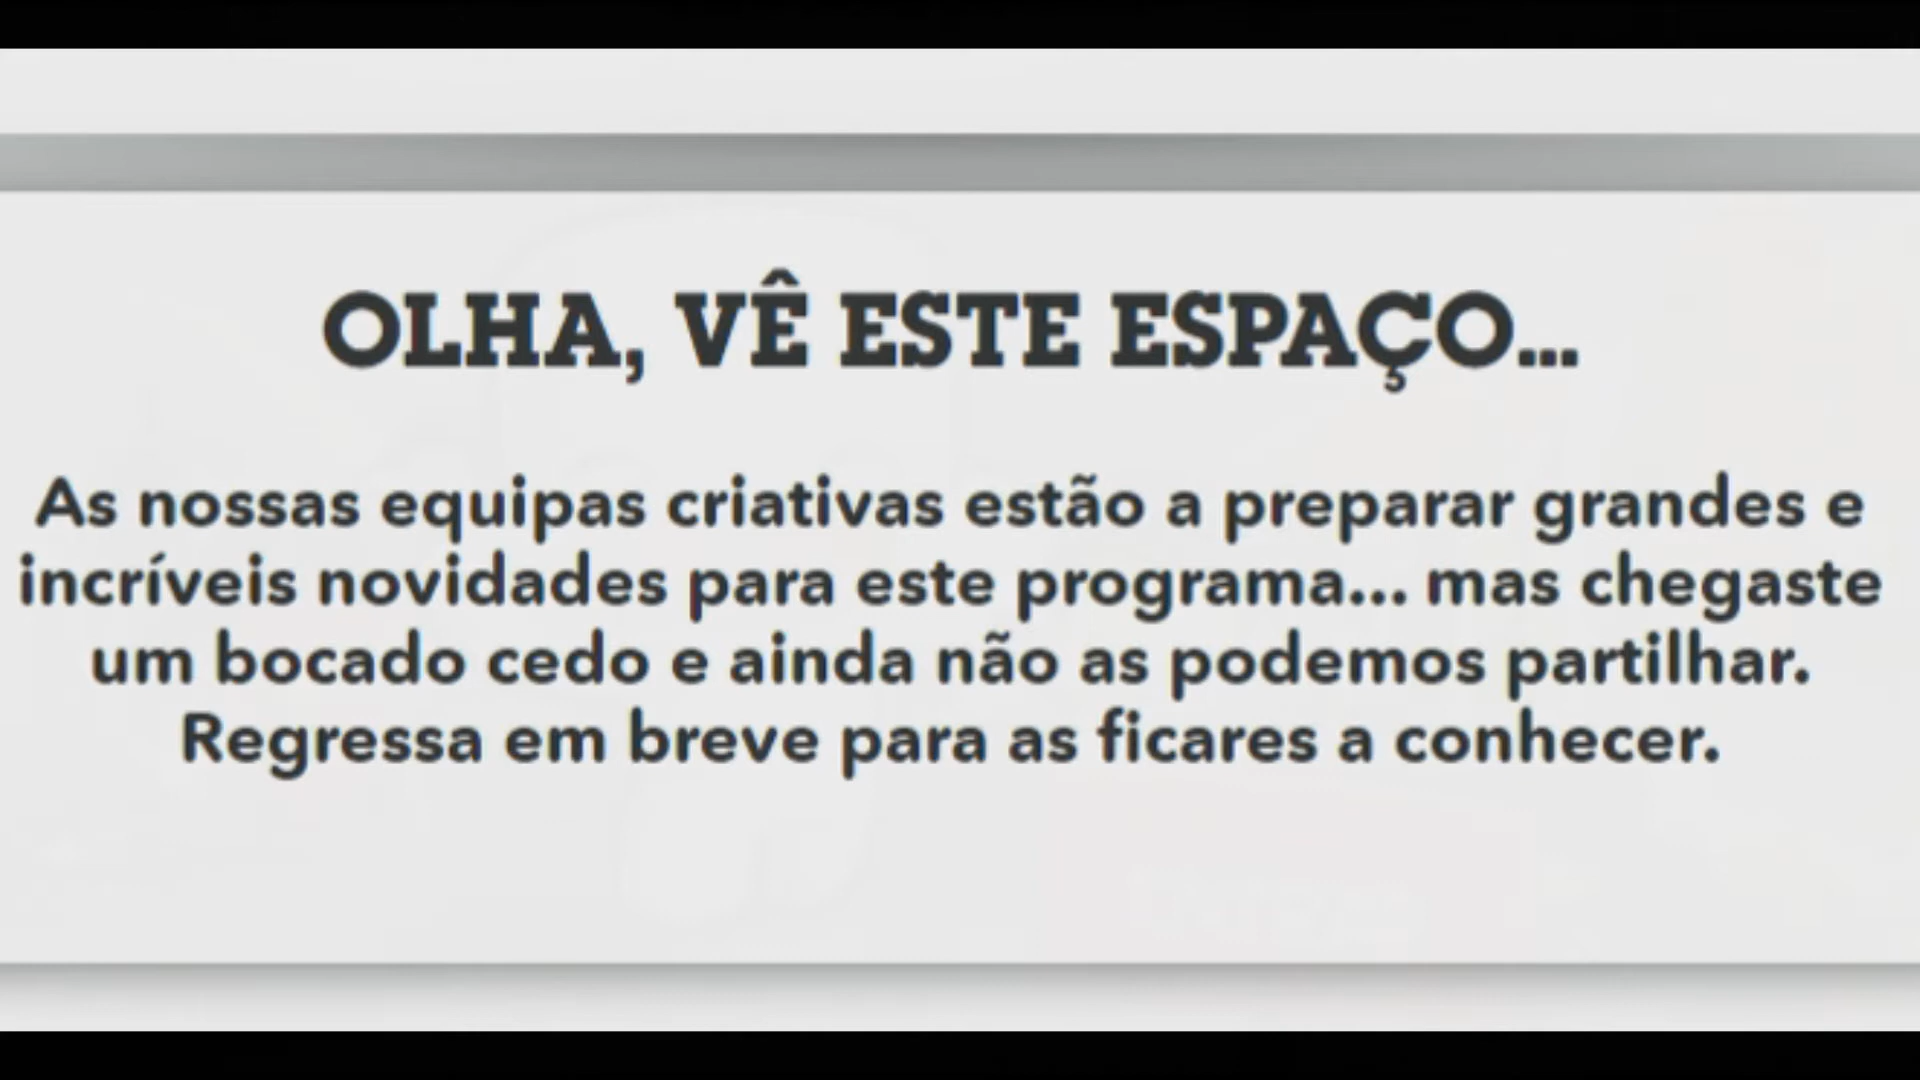 OLHA, VÊ ESTE ESPAÇO...
As nossas equipas criativas estão a preparar grandes e
incríveis novidades para este programa... mas chegaste
um bocado cedo e ainda não as podemos partilhar.
Regressa em breve para as ficares a conhecer.